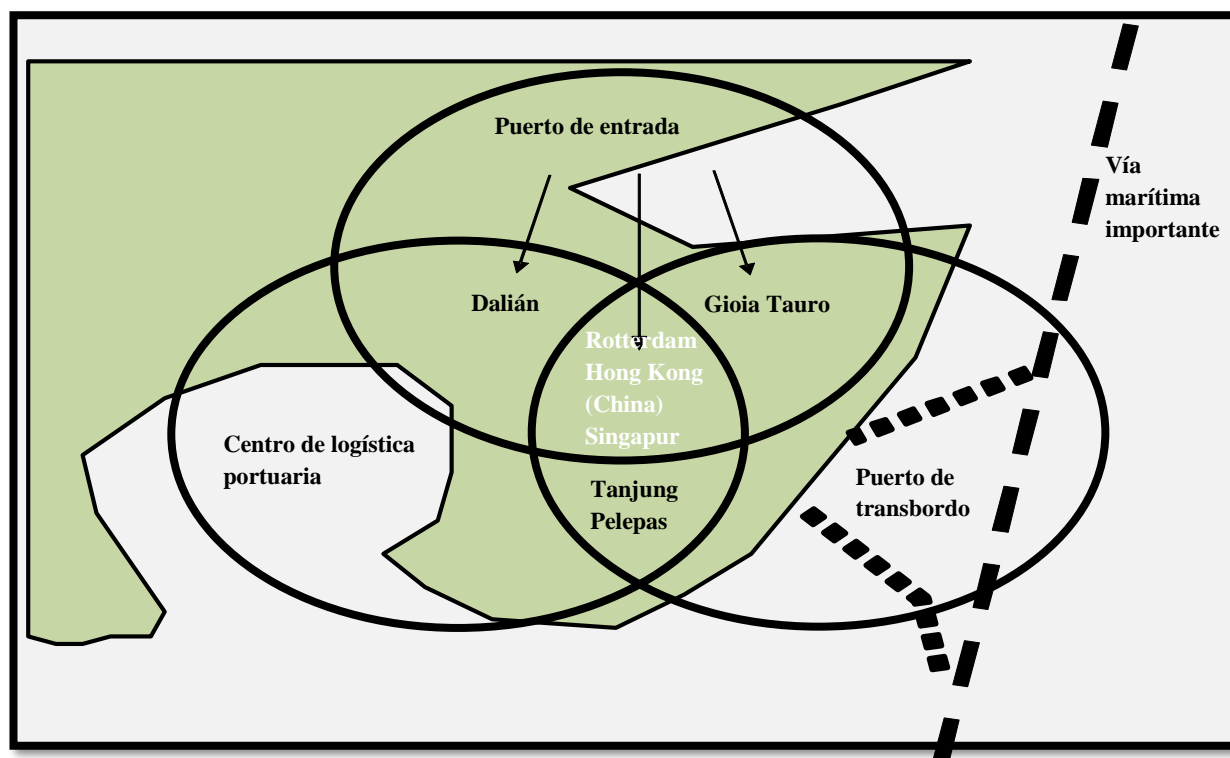 Puerto de entrada
Vía
marítima
importante
Dalián
Gioia Tauro
Rotterdam
Hong Kong
(China)
Singapur
Centro de logística
portuaria
Tanjung
Pelepas
Puerto de
transbordo